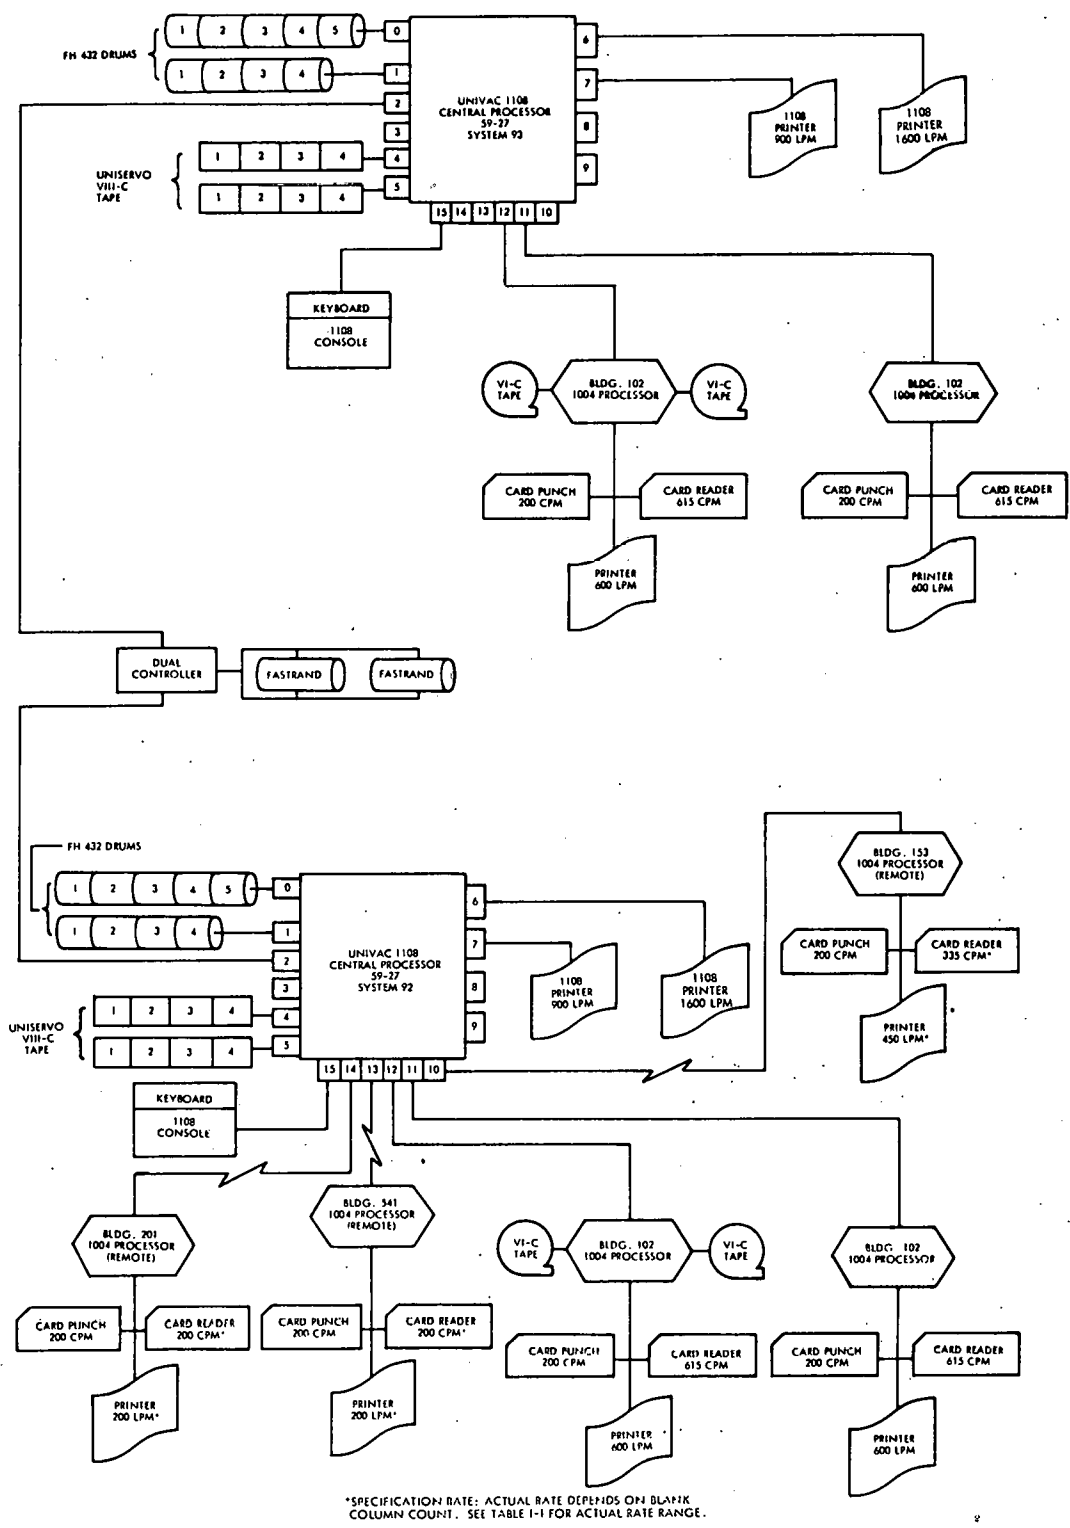 FH 432 DRUMS
1 2 3 4 5
1 2 3 4
0
1
2
3
4
5
UNIVAC 1108
CENTRAL PROCESSOR
59-27
SYSTEM 93
6
7
8
9
15 14 13 12 11 10
1108
PRINTER
900 LPM
1108
PRINTER
1600 LPM
UNISERVO
VIII-C
TAPE
1 2 3 4
1 2 3 4
KEYBOARD
1108
CONSOLE
VI-C
TAPE
BLDG. 102
1004 PROCESSOR
VI-C
TAPE
BLDG. 102
1004 PROCESSOR
CARD PUNCH
200 CPM
CARD READER
615 CPM
CARD PUNCH
200 CPM
CARD READER
615 CPM
PRINTER
600 LPM
PRINTER
600 LPM
DUAL
CONTROLLER
FASTRAND
FASTRAND
FH 432 DRUMS
1 2 3 4 5
1 2 3 4
0
1
2
3
4
5
UNIVAC 1108
CENTRAL PROCESSOR
59-27
SYSTEM 92
6
7
8
9
15 14 13 12 11 10
1108
PRINTER
900 LPM
1108
PRINTER
1600 LPM
BLDG. 153
1004 PROCESSOR
(REMOTE)
CARD PUNCH
200 CPM
CARD READER
335 CPM*
PRINTER
450 LPM*
UNISERVO
VIII-C
TAPE
1 2 3 4
1 2 3 4
KEYBOARD
1108
CONSOLE
BLDG. 201
1004 PROCESSOR
(REMOTE)
BLDG. 541
1004 PROCESSOR
(REMOTE)
VI-C
TAPE
BLDG. 102
1004 PROCESSOR
VI-C
TAPE
BLDG. 102
1004 PROCESSOR
CARD PUNCH
200 CPM
CARD READER
200 CPM*
CARD PUNCH
200 CPM
CARD READER
200 CPM*
CARD PUNCH
200 CPM
CARD READER
615 CPM
CARD PUNCH
200 CPM
CARD READER
615 CPM
PRINTER
200 LPM*
PRINTER
200 LPM*
PRINTER
600 LPM
PRINTER
600 LPM
*SPECIFICATION RATE: ACTUAL RATE DEPENDS ON BLANK
COLUMN COUNT. SEE TABLE 1-1 FOR ACTUAL RATE RANGE.